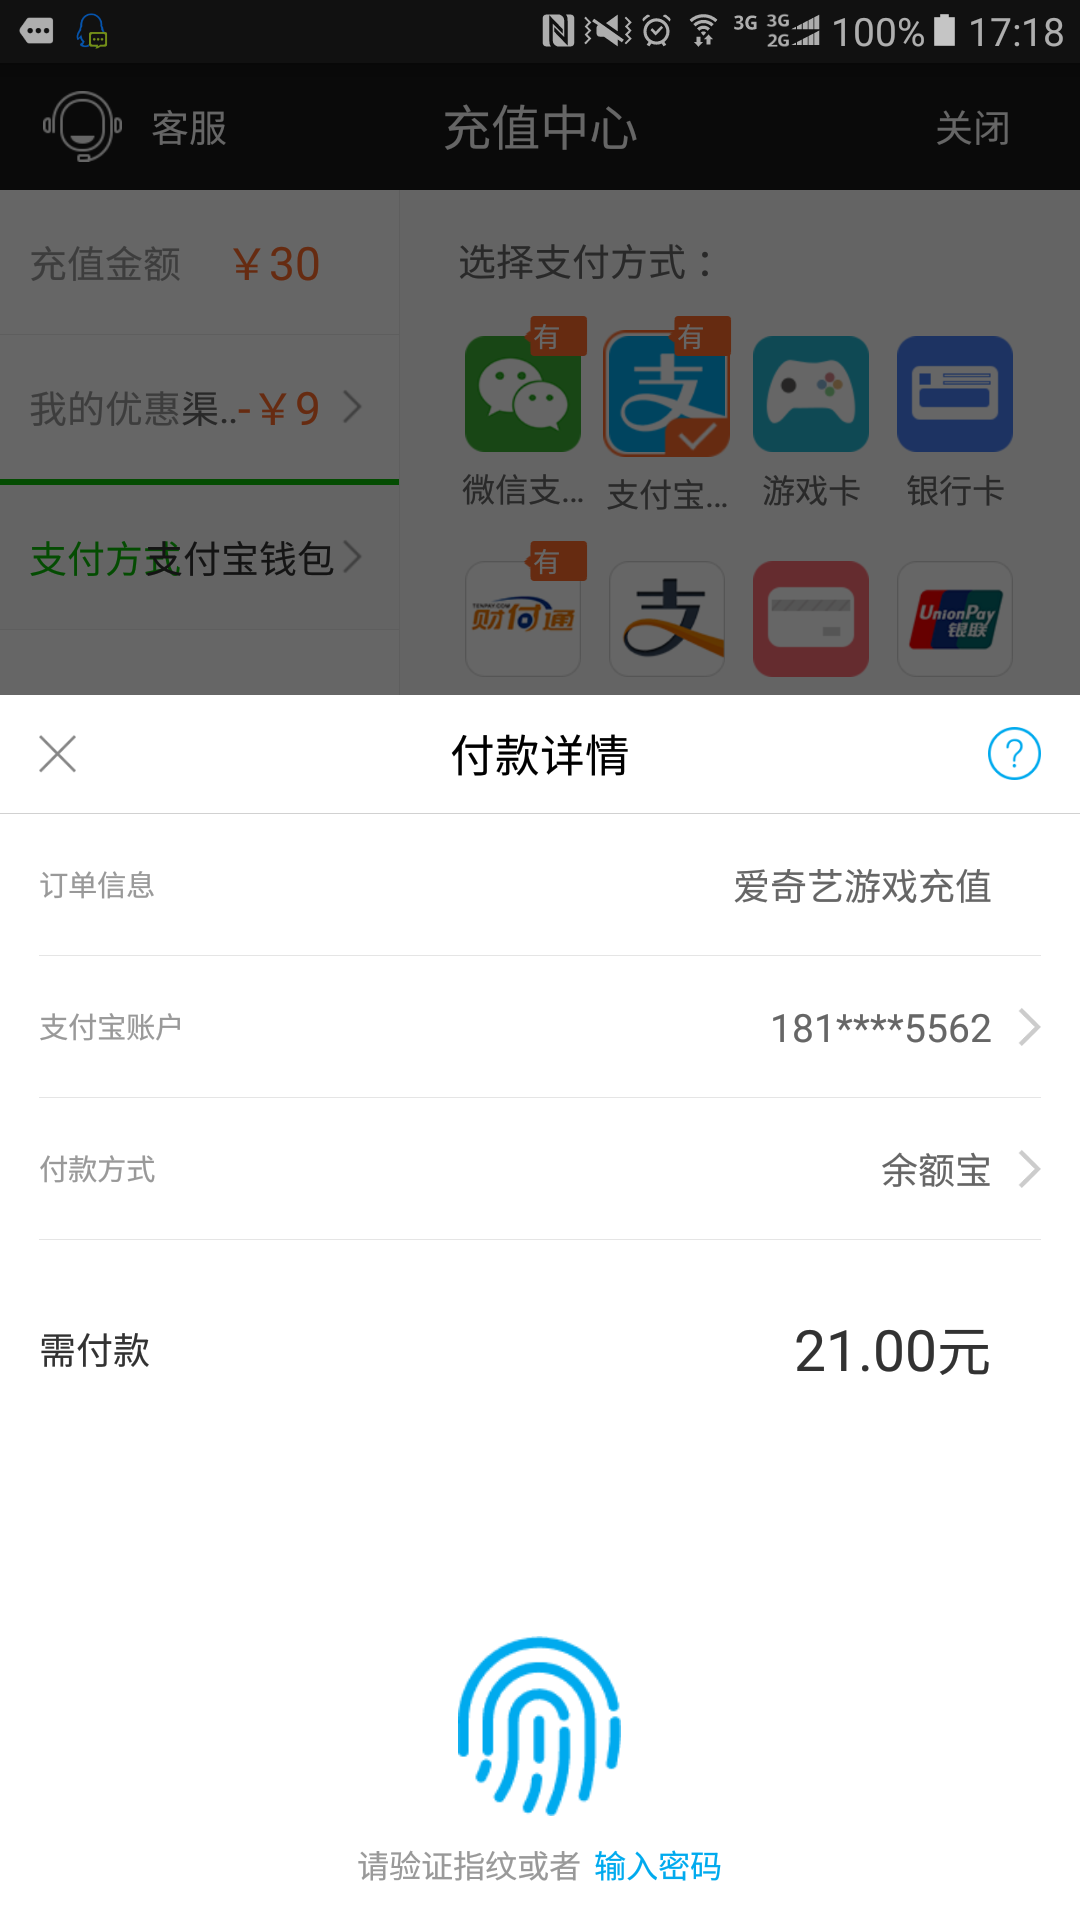 3G 3G 2G 100% 17:18
客服 充值中心 关闭
充值金额 ￥30
我的优惠渠..-￥9
支付方式支付宝钱包
选择支付方式：
有 有
微信支... 支付宝... 游戏卡 银行卡
有
TENPAY.COM 财付通 支 UnionPay 银联
付款详情 ?
订单信息 爱奇艺游戏充值
支付宝账户 181****5562
付款方式 余额宝
需付款 21.00元
请验证指纹或者 输入密码